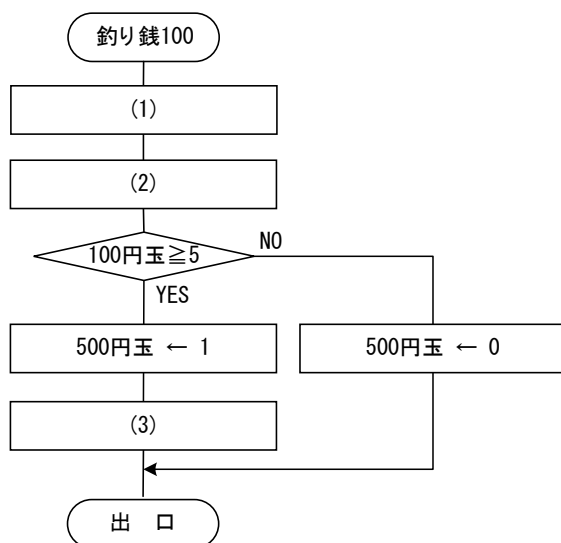 釣り銭100
(1)
(2)
100円玉≧5
NO
YES
500円玉 ← 1
500円玉 ← 0
(3)
出 口